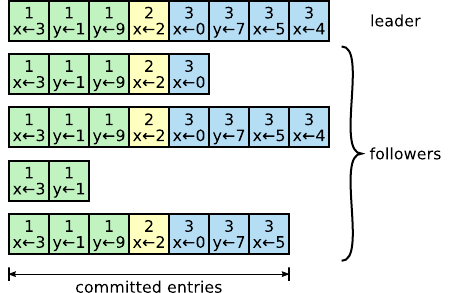 1 1 1 2 3 3 3 3 leader
x←3 y←1 y←9 x←2 x←0 y←7 x←5 x←4
1 1 1 2 3
x←3 y←1 y←9 x←2 x←0
1 1 1 2 3 3 3 3
x←3 y←1 y←9 x←2 x←0 y←7 x←5 x←4
followers
1 1
x←3 y←1
1 1 1 2 3 3 3
x←3 y←1 y←9 x←2 x←0 y←7 x←5
committed entries